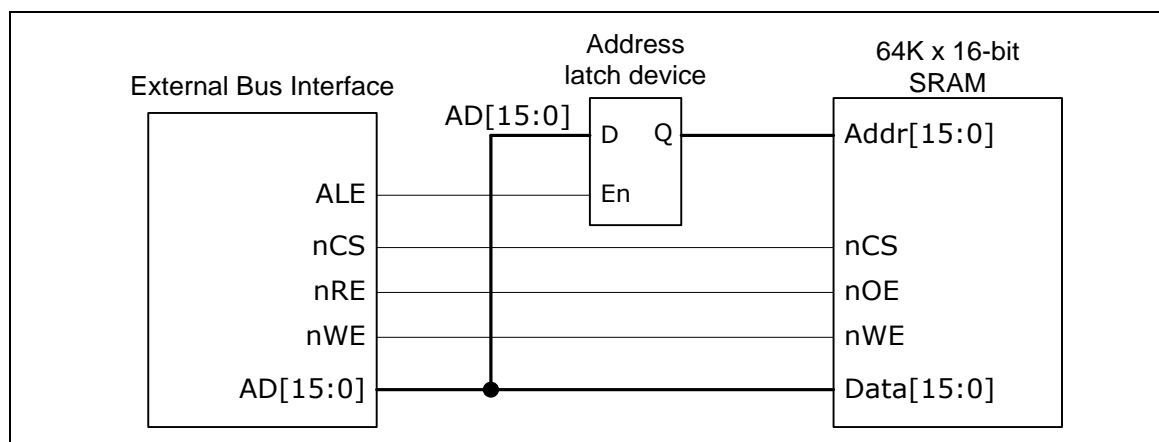 Address
latch device
64K x 16-bit
SRAM
External Bus Interface
AD[15:0]
D Q
Addr[15:0]
ALE
En
nCS
nCS
nRE
nOE
nWE
nWE
AD[15:0]
Data[15:0]